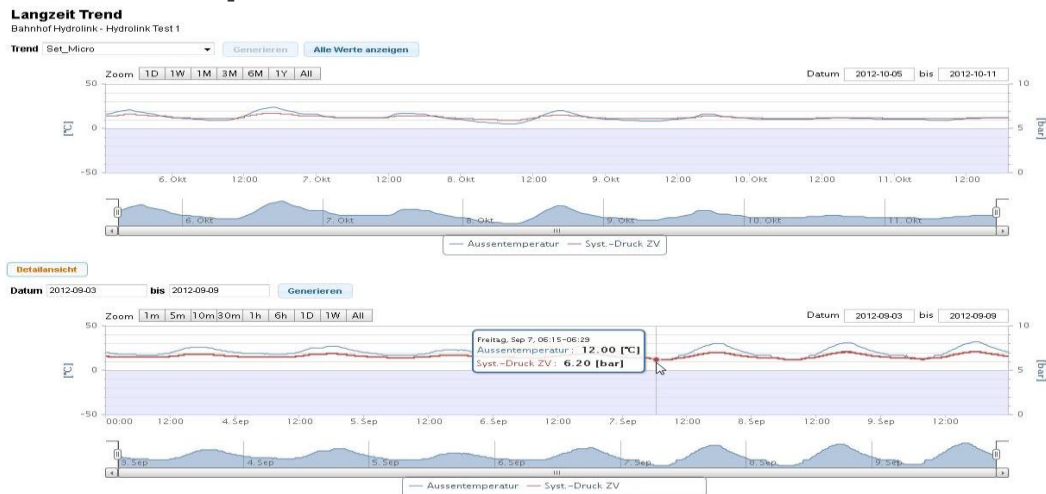 Langzeit Trend
Bahnhof Hydrolink - Hydrolink Test 1
Trend Set_Micro Generieren Alle Werte anzeigen
Zoom 1D 1W 1M 3M 6M 1Y All Datum 2012-10-05 bis 2012-10-11
50 10
[°C] 0 5 [bar]
-50 0
6. Okt 12:00 7. Okt 12:00 8. Okt 12:00 9. Okt 12:00 10. Okt 12:00 11. Okt 12:00
6. Okt 7. Okt 8. Okt 9. Okt 10. Okt 11. Okt
Aussentemperatur Syst.-Druck ZV
Detailansicht
Datum 2012-09-03 bis 2012-09-09 Generieren
Zoom 1m 5m 10m 30m 1h 6h 1D 1W All Datum 2012-09-03 bis 2012-09-09
50 10
Freitag, Sep 7, 06:15-06:29
Aussentemperatur: 12.00 [°C]
Syst.-Druck ZV: 6.20 [bar]
[°C] 0 5 [bar]
-50 0
00:00 12:00 4. Sep 12:00 5. Sep 12:00 6. Sep 12:00 7. Sep 12:00 8. Sep 12:00 9. Sep 12:00
3. Sep 4. Sep 5. Sep 6. Sep 7. Sep 8. Sep 9. Sep
Aussentemperatur Syst.-Druck ZV